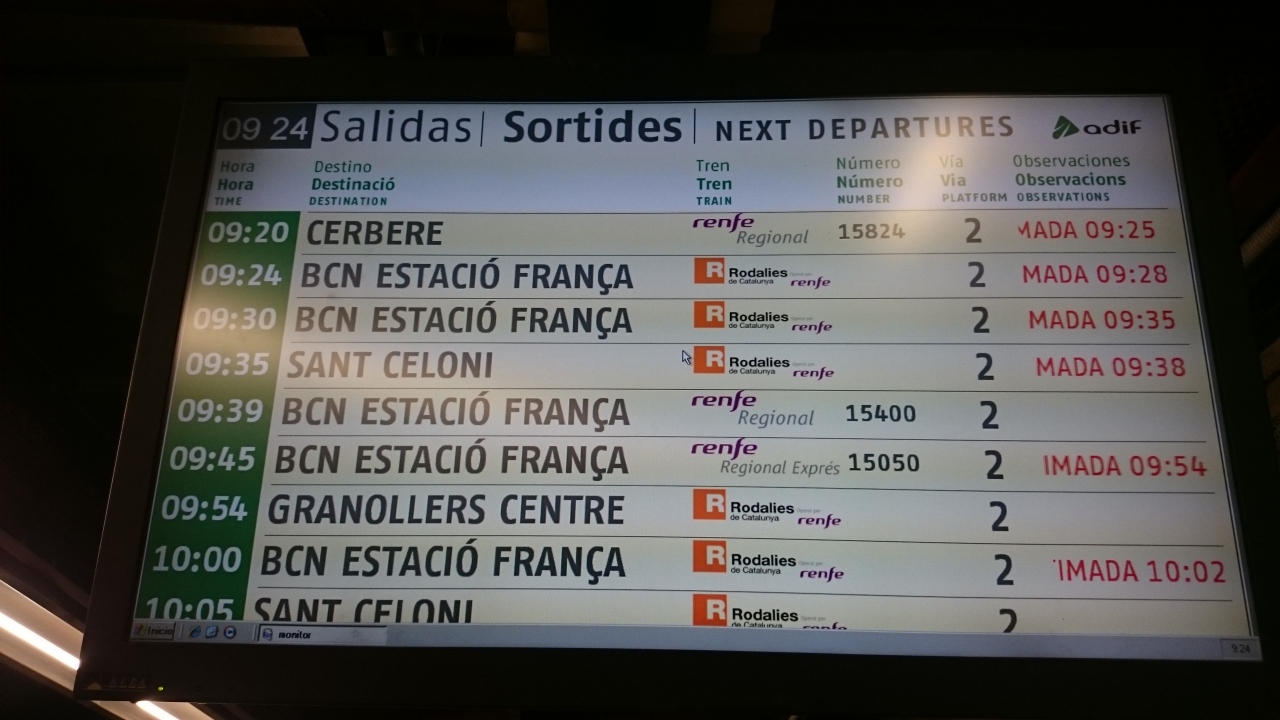 09 24 Salidas | Sortides | NEXT DEPARTURES adif
Hora Destino Tren Número Vía Observaciones
Hora Destinació Tren Número Via Observacions
TIME DESTINATION TRAIN NUMBER PLATFORM OBSERVATIONS
09:20 CERBERE renfe Regional 15824 2 MADA 09:25
09:24 BCN ESTACIÓ FRANÇA R Rodalies de Catalunya renfe 2 MADA 09:28
09:30 BCN ESTACIÓ FRANÇA R Rodalies de Catalunya renfe 2 MADA 09:35
09:35 SANT CELONI R Rodalies de Catalunya renfe 2 MADA 09:38
09:39 BCN ESTACIÓ FRANÇA renfe Regional 15400 2
09:45 BCN ESTACIÓ FRANÇA renfe Regional Exprés 15050 2 IMADA 09:54
09:54 GRANOLLERS CENTRE R Rodalies de Catalunya renfe 2
10:00 BCN ESTACIÓ FRANÇA R Rodalies de Catalunya renfe 2 IMADA 10:02
10:05 SANT CELONI R Rodalies de Catalunya renfe 2
Inicio monitor 9:24